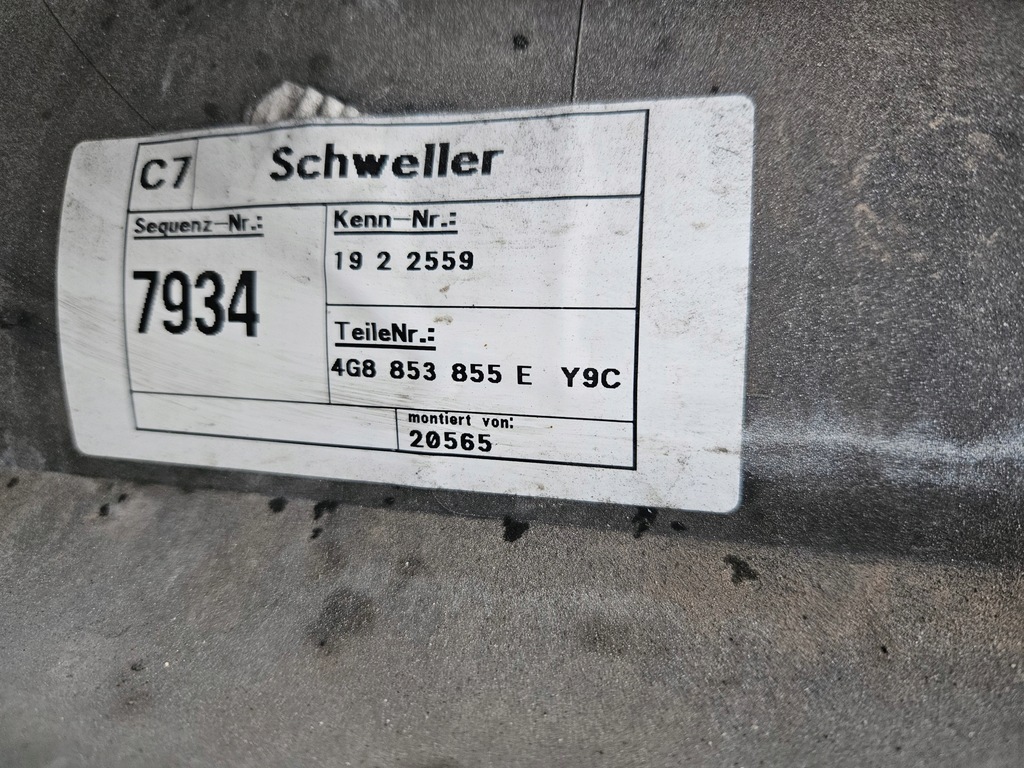 C7 Schweller
Sequenz-Nr.:
7934
Kenn-Nr.:
19 2 2559
TeileNr.:
4G8 853 855 E Y9C
montiert von:
20565